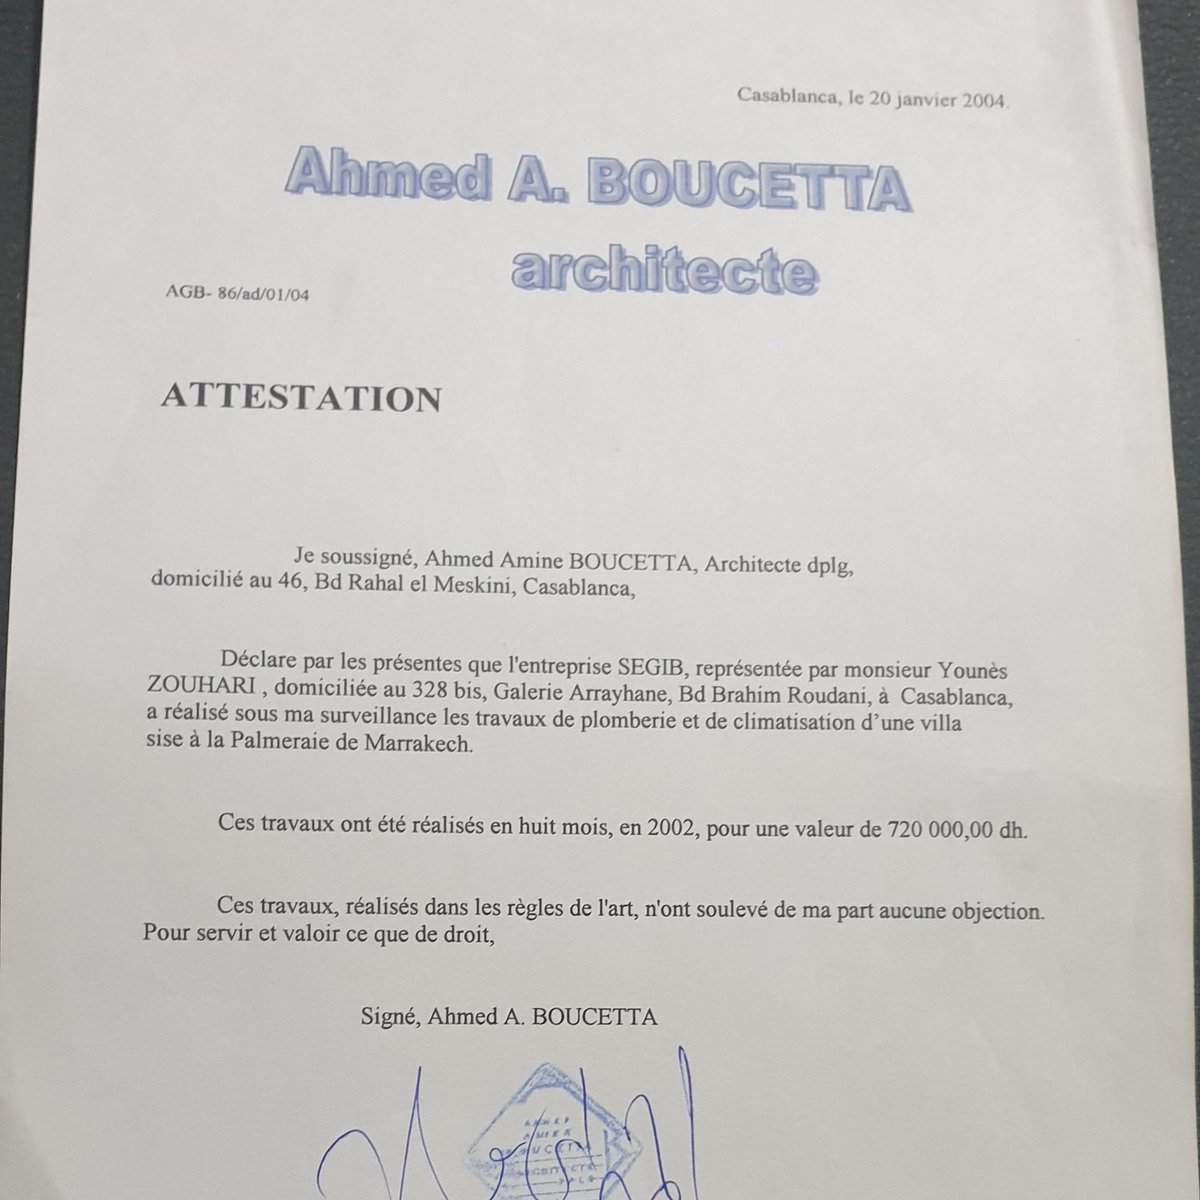 Casablanca, le 20 janvier 2004.
Ahmed A. BOUCETTA
architecte
AGB- 86/ad/01/04
ATTESTATION
Je soussigné, Ahmed Amine BOUCETTA, Architecte dplg,
domicilié au 46, Bd Rahal el Meskini, Casablanca,
Déclare par les présentes que l'entreprise SEGIB, représentée par monsieur Younès
ZOUHARI , domiciliée au 328 bis, Galerie Arrayhane, Bd Brahim Roudani, à Casablanca,
a réalisé sous ma surveillance les travaux de plomberie et de climatisation d’une villa
sise à la Palmeraie de Marrakech.
Ces travaux ont été réalisés en huit mois, en 2002, pour une valeur de 720 000,00 dh.
Ces travaux, réalisés dans les règles de l'art, n'ont soulevé de ma part aucune objection.
Pour servir et valoir ce que de droit,
Signé, Ahmed A. BOUCETTA